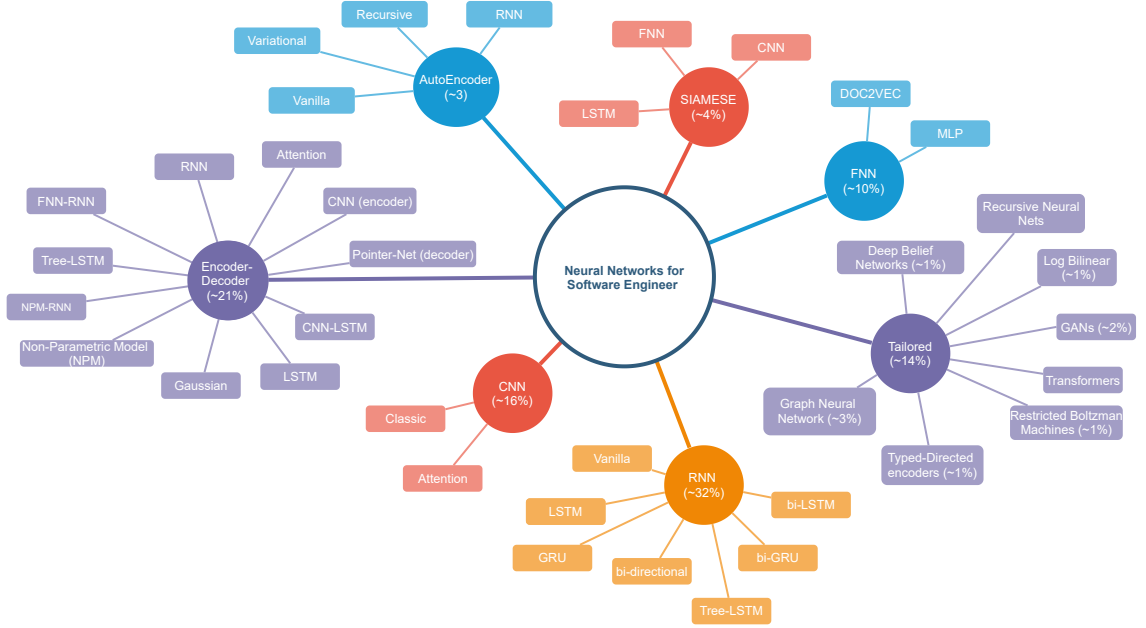 Recursive
RNN
Variational
AutoEncoder
(~3)
Vanilla
FNN
CNN
SIAMESE
(~4%)
LSTM
DOC2VEC
MLP
FNN
(~10%)
Attention
RNN
FNN-RNN
CNN (encoder)
Tree-LSTM
Pointer-Net (decoder)
Encoder-
Decoder
(~21%)
NPM-RNN
CNN-LSTM
Non-Parametric Model
(NPM)
Gaussian
LSTM
Neural Networks for
Software Engineer
Recursive Neural
Nets
Deep Belief
Networks (~1%)
Log Bilinear
(~1%)
GANs (~2%)
Tailored
(~14%)
Transformers
Graph Neural
Network (~3%)
Restricted Boltzman
Machines (~1%)
Typed-Directed
encoders (~1%)
CNN
(~16%)
Classic
Attention
Vanilla
RNN
(~32%)
LSTM
bi-LSTM
GRU
bi-directional
bi-GRU
Tree-LSTM